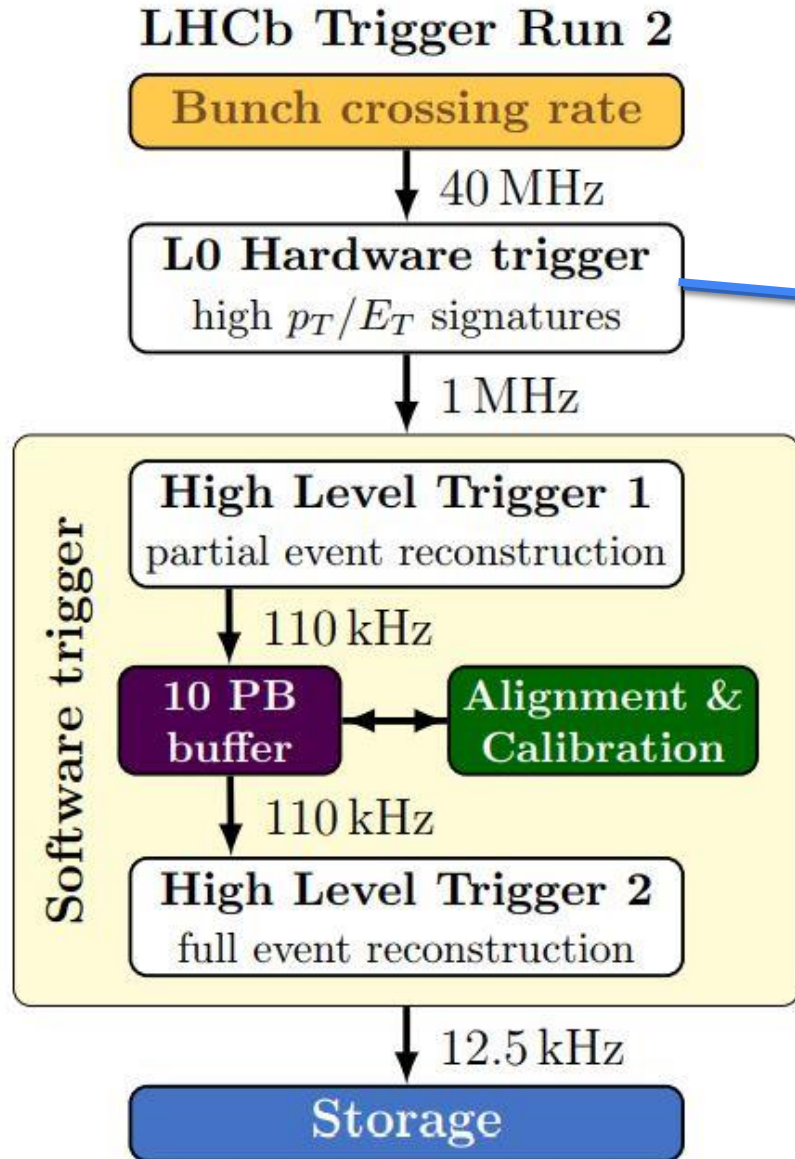 LHCb Trigger Run 2
Bunch crossing rate
40 MHz
L0 Hardware trigger
high p_T/E_T signatures
1 MHz
Software trigger
High Level Trigger 1
partial event reconstruction
110 kHz
10 PB
buffer
Alignment &
Calibration
110 kHz
High Level Trigger 2
full event reconstruction
12.5 kHz
Storage